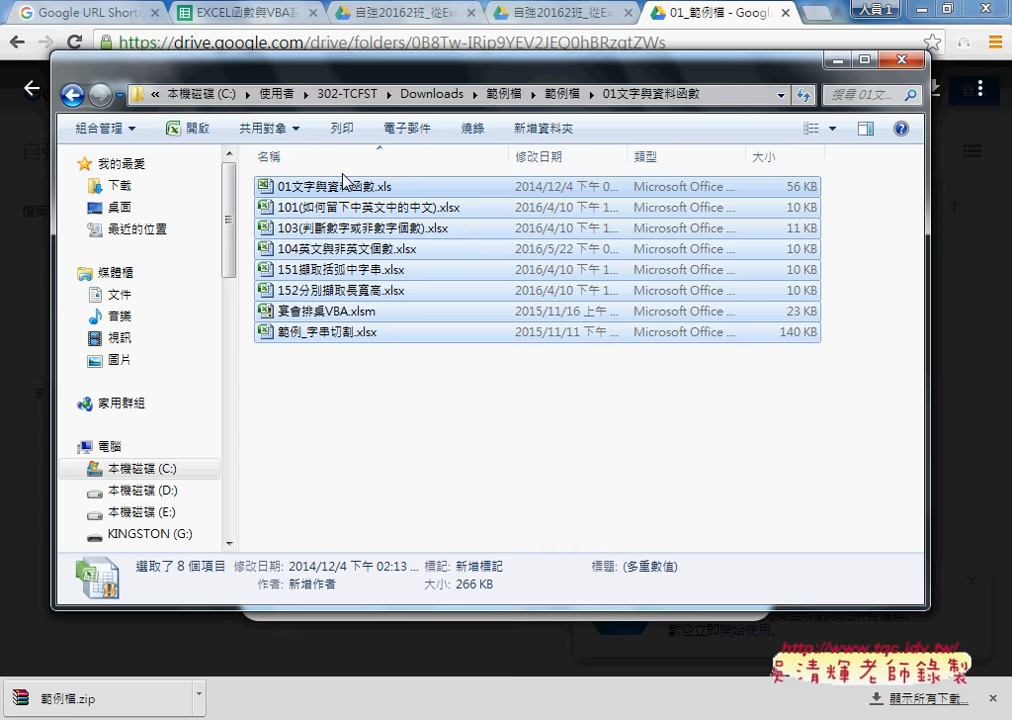 Google URL Short
EXCEL函數與VBA訓
自強20162班_從Exc
自強20162班_從Exc
01_範例檔 - Googl
人員1
https://drive.google.com/drive/folders/0B8Tw-IRjp9YEV2JEQ0hBRzgtZWs
« 本機磁碟 (C:) 使用者 302-TCFST Downloads 範例檔 範例檔 01文字與資料函數
搜尋 01文...
組合管理 開啟 共用對象 列印 電子郵件 燒錄 新增資料夾
名稱 修改日期 類型 大小
我的最愛
下載
桌面
最近的位置
媒體櫃
文件
音樂
視訊
圖片
家用群組
電腦
本機磁碟 (C:)
本機磁碟 (D:)
本機磁碟 (E:)
KINGSTON (G:)
01文字與資料函數.xls 2014/12/4 下午 0... Microsoft Office ... 56 KB
101(如何留下中英文中的中文).xlsx 2016/4/10 下午 1... Microsoft Office ... 10 KB
103(判斷數字或非數字個數).xlsx 2016/4/10 下午 1... Microsoft Office ... 11 KB
104英文與非英文個數.xlsx 2016/5/22 下午 0... Microsoft Office ... 10 KB
151擷取括弧中字串.xlsx 2016/4/10 下午 1... Microsoft Office ... 10 KB
152分別擷取長寬高.xlsx 2016/4/10 下午 1... Microsoft Office ... 10 KB
宴會排桌VBA.xlsm 2015/11/16 上午 ... Microsoft Office ... 23 KB
範例_字串切割.xlsx 2015/11/11 下午 ... Microsoft Office ... 140 KB
選取了 8 個項目 修改日期: 2014/12/4 下午 02:13 ... 標記: 新增標記 標題: (多重數值)
作者: 新增作者 大小: 266 KB
歡迎立即開始使用。
http://www.tqc.idv.tw/
吳清輝老師錄製
範例檔.zip
顯示所有下載...